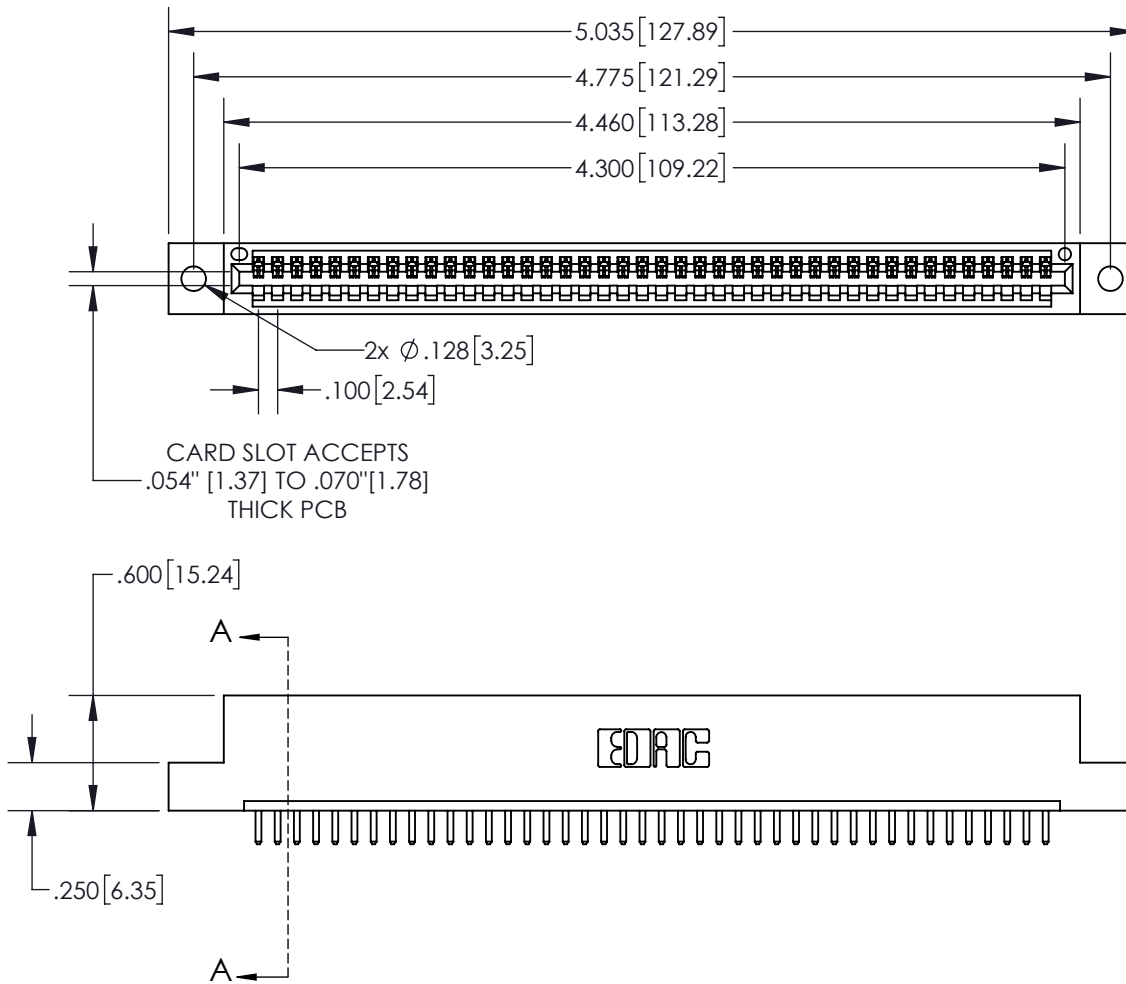 5.035[127.89]
4.775[121.29]
4.460[113.28]
4.300[109.22]
2x Ø.128[3.25]
.100[2.54]
CARD SLOT ACCEPTS
.054" [1.37] TO .070"[1.78]
THICK PCB
.600[15.24]
A
EDAC
.250[6.35]
A